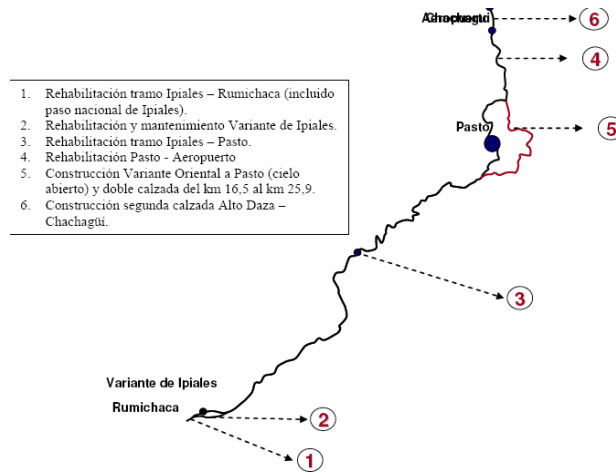 Chachagui
Aeropuerto
6
4
1. Rehabilitación tramo Ipiales – Rumichaca (incluido
paso nacional de Ipiales).
2. Rehabilitación y mantenimiento Variante de Ipiales.
3. Rehabilitación tramo Ipiales – Pasto.
4. Rehabilitación Pasto - Aeropuerto
5. Construcción Variante Oriental a Pasto (cielo
abierto) y doble calzada del km 16,5 al km 25,9.
6. Construcción segunda calzada Alto Daza –
Chachagüí.
Pasto
5
3
Variante de Ipiales
Rumichaca
2
1